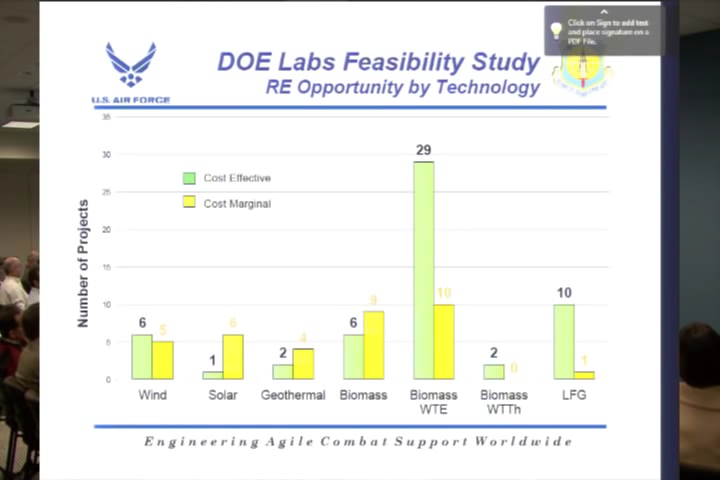 Click on Sign to add text
and place signature on a
PDF File.
DOE Labs Feasibility Study
RE Opportunity by Technology
U.S. AIR FORCE
Number of Projects
35
30
25
20
15
10
5
0
Cost Effective
Cost Marginal
6
5
1
6
2
4
6
9
29
10
2
0
10
1
Wind
Solar
Geothermal
Biomass
Biomass
WTE
Biomass
WTTh
LFG
Engineering Agile Combat Support Worldwide